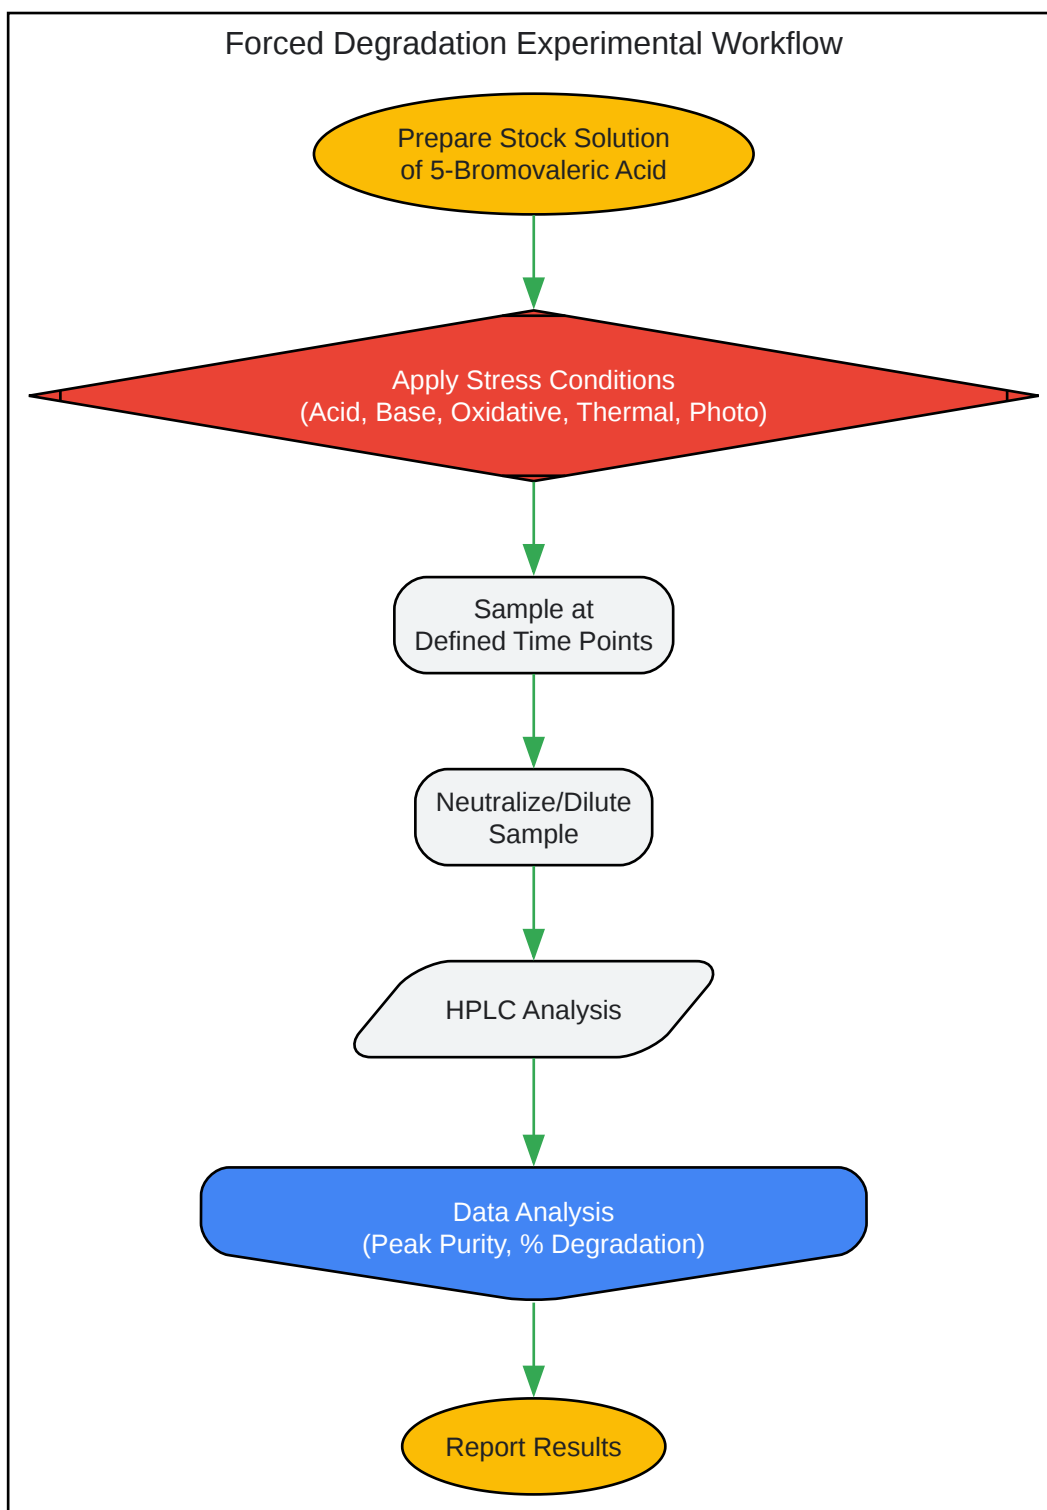 Forced Degradation Experimental Workflow
Prepare Stock Solution
of 5-Bromovaleric Acid
Apply Stress Conditions
(Acid, Base, Oxidative, Thermal, Photo)
Sample at
Defined Time Points
Neutralize/Dilute
Sample
HPLC Analysis
Data Analysis
(Peak Purity, % Degradation)
Report Results